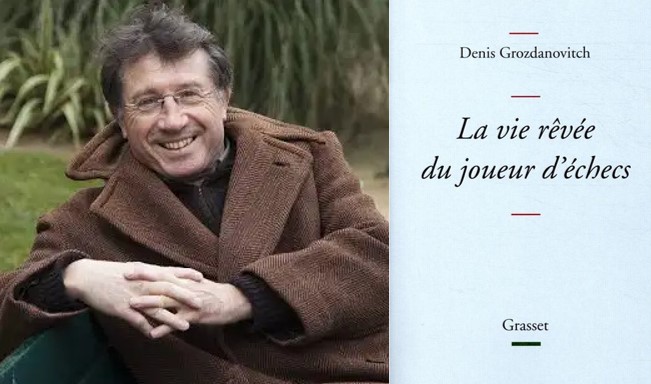 Denis Grozdanovitch
La vie rêvée
du joueur d'échecs
Grasset